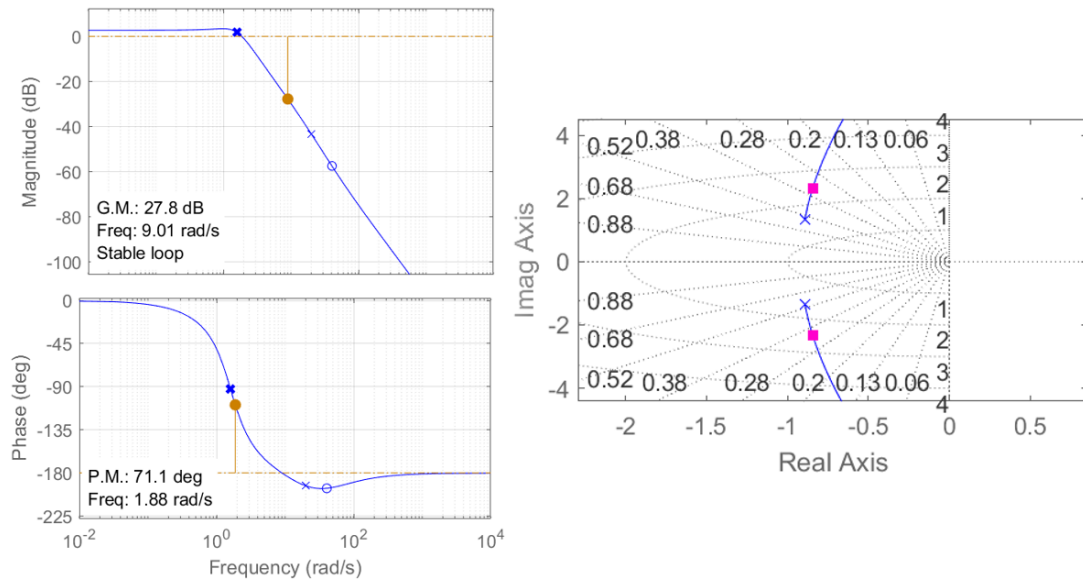 0
-20
-40
-60
-80
-100
Magnitude (dB)
G.M.: 27.8 dB
Freq: 9.01 rad/s
Stable loop
0
-45
-90
-135
-180
-225
Phase (deg)
P.M.: 71.1 deg
Freq: 1.88 rad/s
10^-2
10^0
10^2
10^4
Frequency (rad/s)
4
2
0
-2
-4
Imag Axis
0.52 0.38 0.28 0.2 0.13 0.06 4
3
0.68 2
0.88 1
0.88 1
0.68 2
0.52 0.38 0.28 0.2 0.13 0.06 3
4
-2 -1.5 -1 -0.5 0 0.5
Real Axis